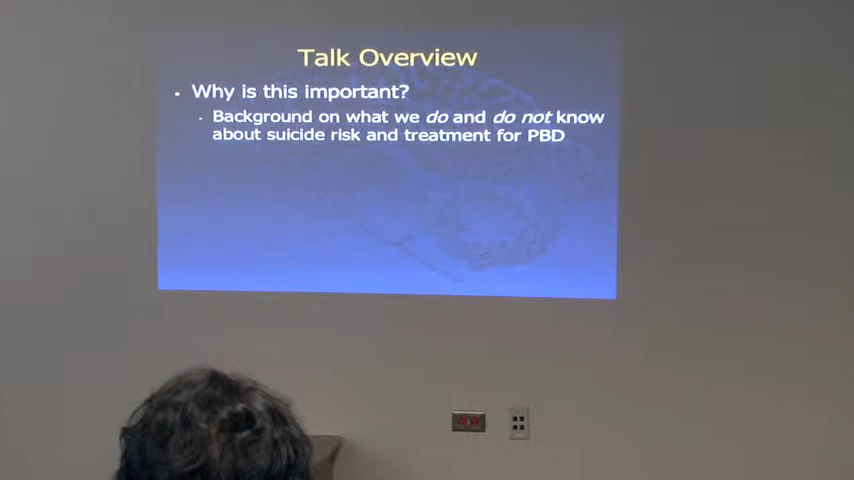 Talk Overview
• Why is this important?
• Background on what we do and do not know
about suicide risk and treatment for PBD